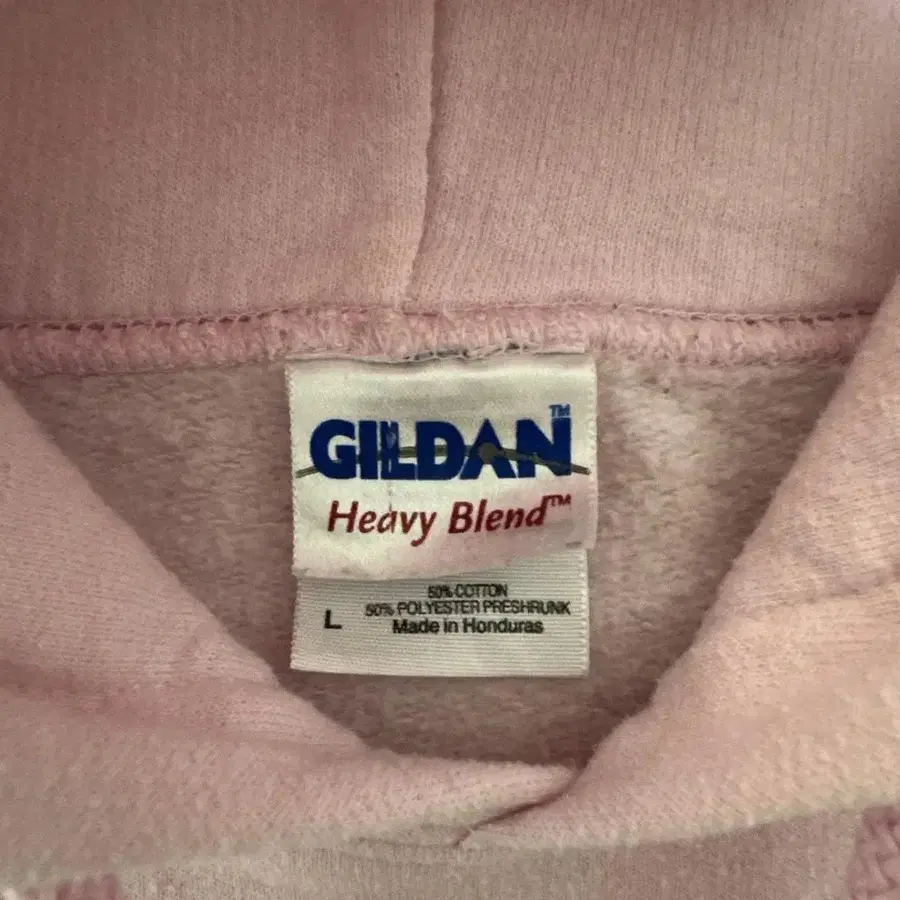 GILDAN™
Heavy Blend™
50% COTTON
L 50% POLYESTER PRESHRUNK
Made in Honduras